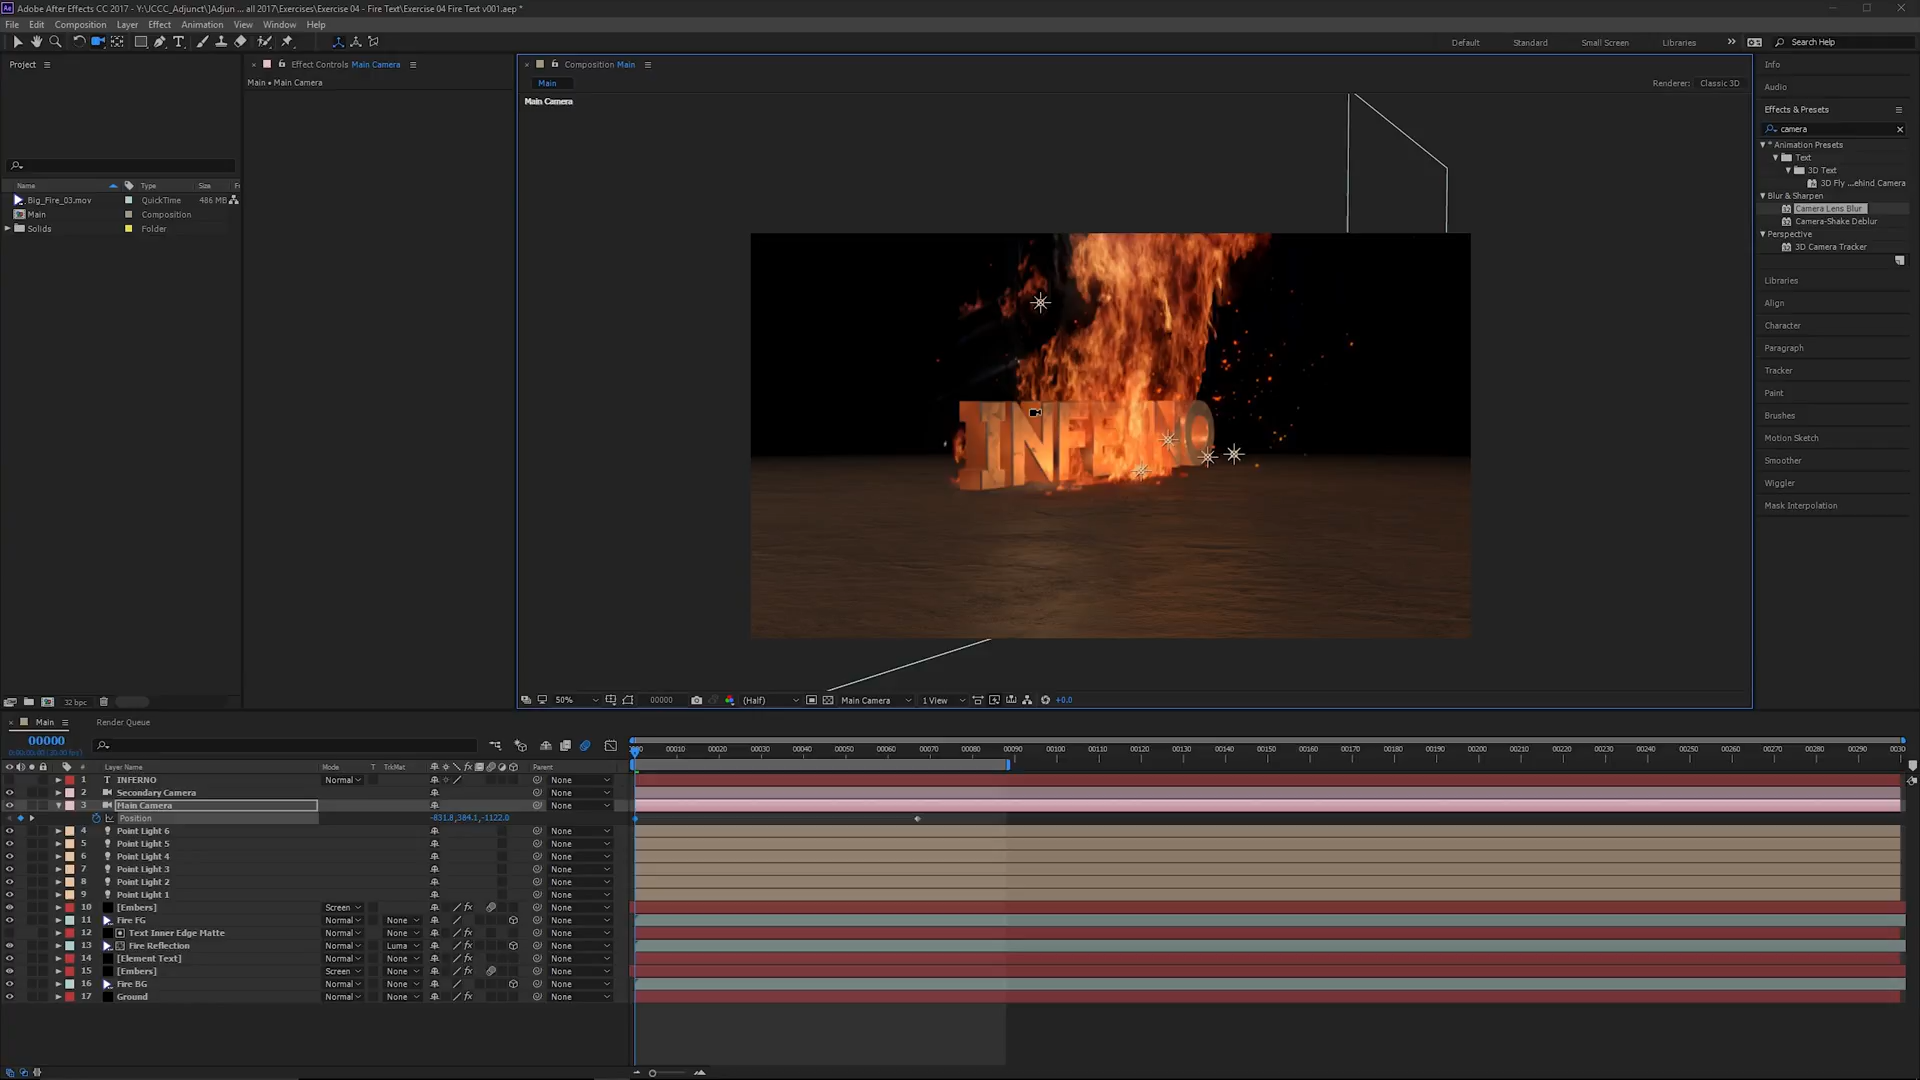 Adobe After Effects CC 2017 - Y:\JCCC_Adjunct\]Adjun ... all 2017\Exercises\Exercise 04 - Fire Text\Exercise 04 Fire Text v001.aep *
File Edit Composition Layer Effect Animation View Window Help
Default Standard Small Screen Libraries Search Help
Project
Name Type Size
Big_Fire_03.mov QuickTime 486 MB
Main Composition
Solids Folder
32 bpc
Effect Controls Main Camera
Main • Main Camera
Composition Main
Main
Renderer: Classic 3D
Main Camera
INFERNO
50% 00000 (Half) Main Camera 1 View +0.0
Info
Audio
Effects & Presets
camera
* Animation Presets
Text
3D Text
3D Fly ...ehind Camera
Blur & Sharpen
Camera Lens Blur
Camera-Shake Deblur
Perspective
3D Camera Tracker
Libraries
Align
Character
Paragraph
Tracker
Paint
Brushes
Motion Sketch
Smoother
Wiggler
Mask Interpolation
Main Render Queue
00000
00010 00020 00030 00040 00050 00060 00070 00080 00090 00100 00110 00120 00130 00140 00150 00160 00170 00180 00190 00200 00210 00220 00230 00240 00250 00260 00270 00280 00290
# Layer Name Mode T TrkMat Parent
1 T INFERNO Normal None
2 Secondary Camera None
3 Main Camera None
Position -831.8,384.1,-1122.0
4 Point Light 6 None
5 Point Light 5 None
6 Point Light 4 None
7 Point Light 3 None
8 Point Light 2 None
9 Point Light 1 None
10 [Embers] Screen fx None
11 Fire FG Normal None None
12 Text Inner Edge Matte Normal None fx None
13 Fire Reflection Normal Luma None
14 [Element Text] Normal None fx None
15 [Embers] Screen None fx None
16 Fire BG Normal None None
17 Ground Normal None fx None